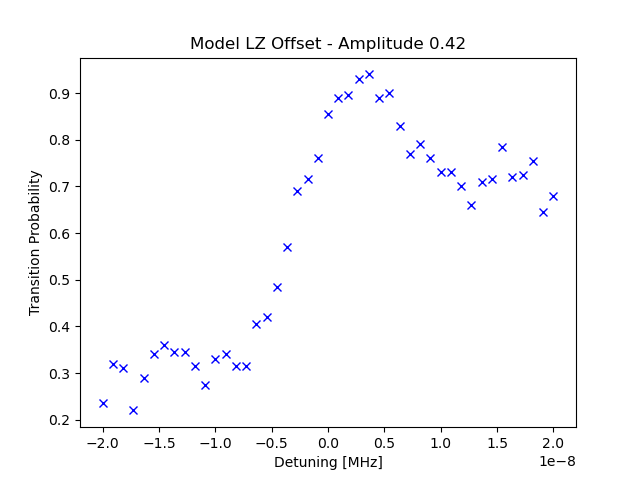 Model LZ Offset - Amplitude 0.42
Transition Probability
0.9
0.8
0.7
0.6
0.5
0.4
0.3
0.2
−2.0 −1.5 −1.0 −0.5 0.0 0.5 1.0 1.5 2.0
Detuning [MHz]
1e−8